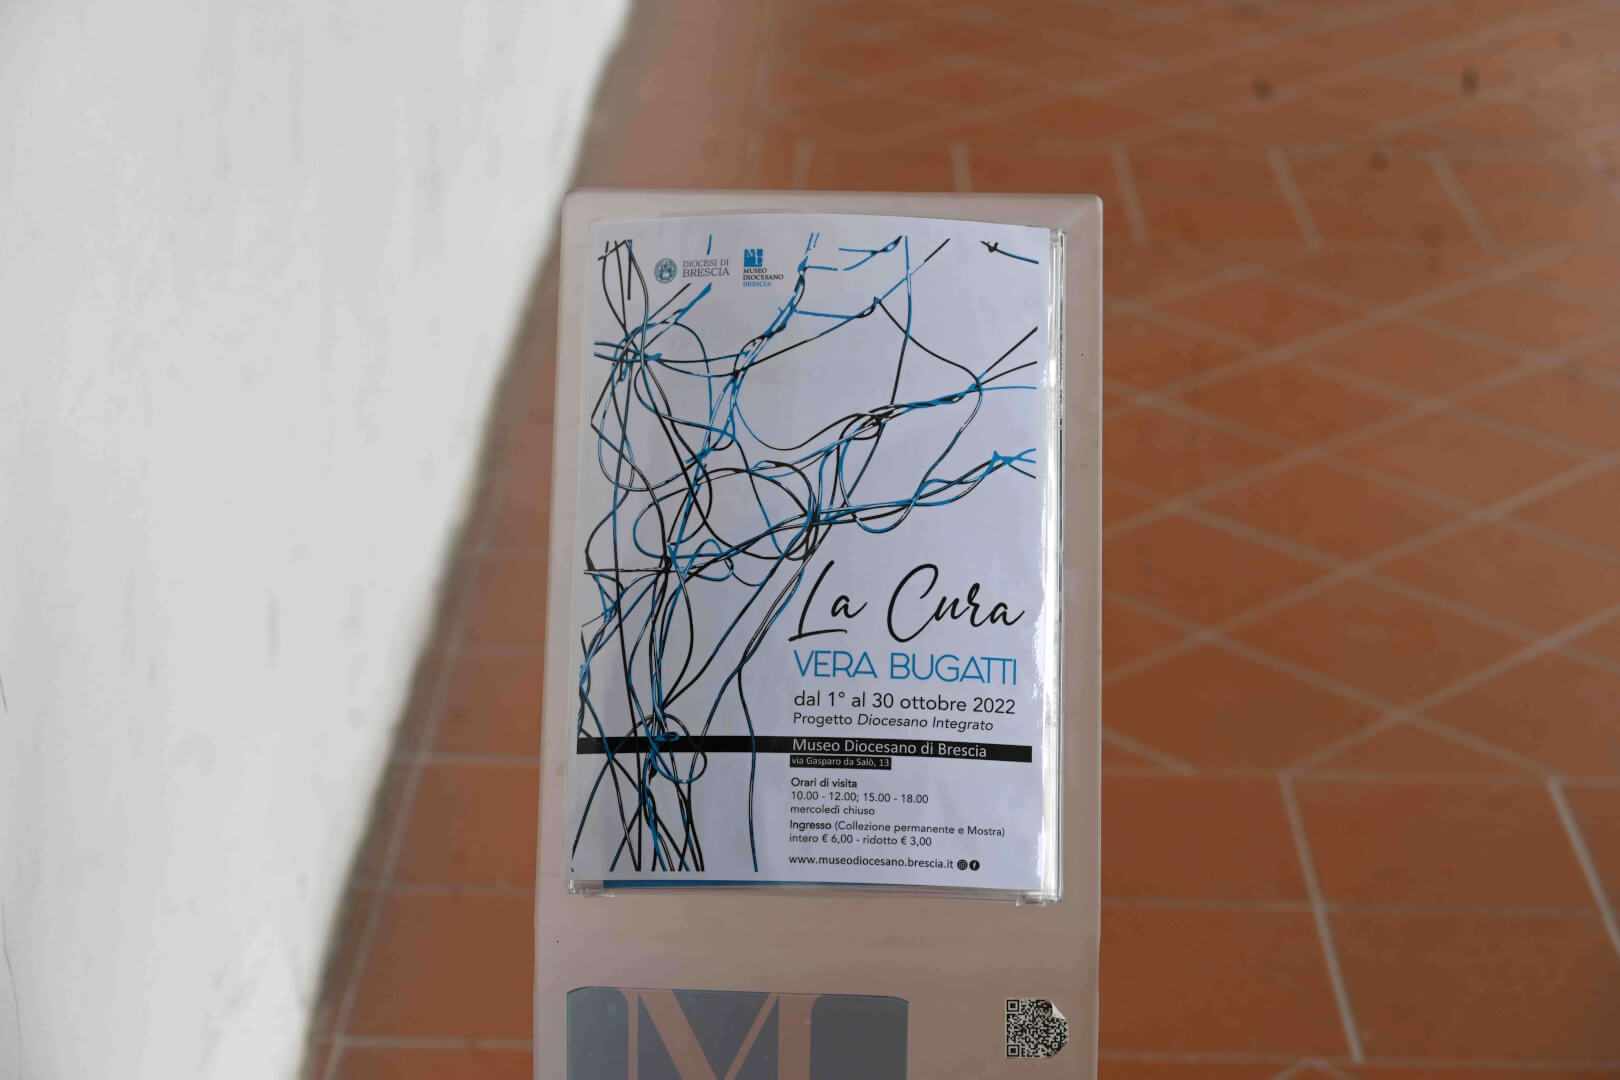 DIOCESI DI
BRESCIA
MUSEO
DIOCESANO
BRESCIA
La Cura
VERA BUGATTI
dal 1° al 30 ottobre 2022
Progetto Diocesano Integrato
Museo Diocesano di Brescia
via Gasparo da Salò, 13
Orari di visita
10.00 - 12.00; 15.00 - 18.00
mercoledì chiuso
Ingresso (Collezione permanente e Mostra)
intero € 6,00 - ridotto € 3,00
www.museodiocesano.brescia.it
M